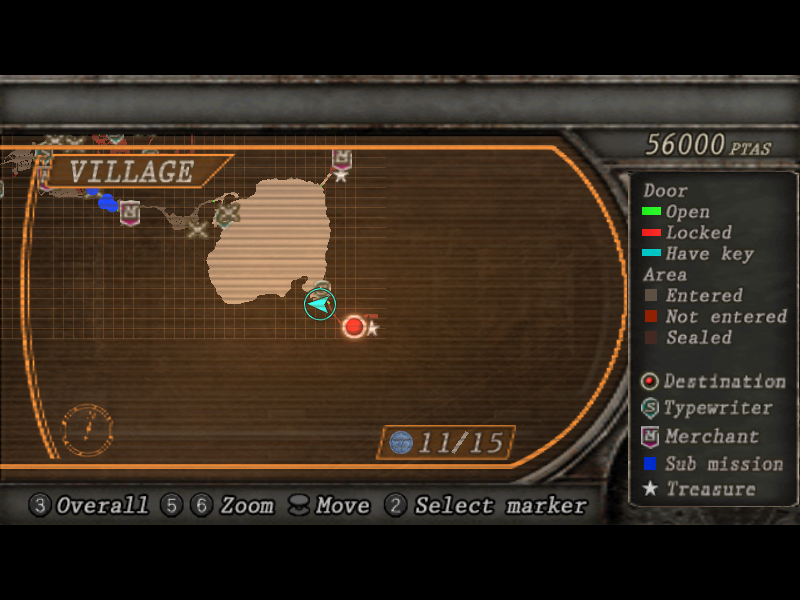 56000 PTAS
VILLAGE
Door
Open
Locked
Have key
Area
Entered
Not entered
Sealed
Destination
Typewriter
Merchant
Sub mission
Treasure
11/15
3 Overall 5 6 Zoom Move 2 Select marker